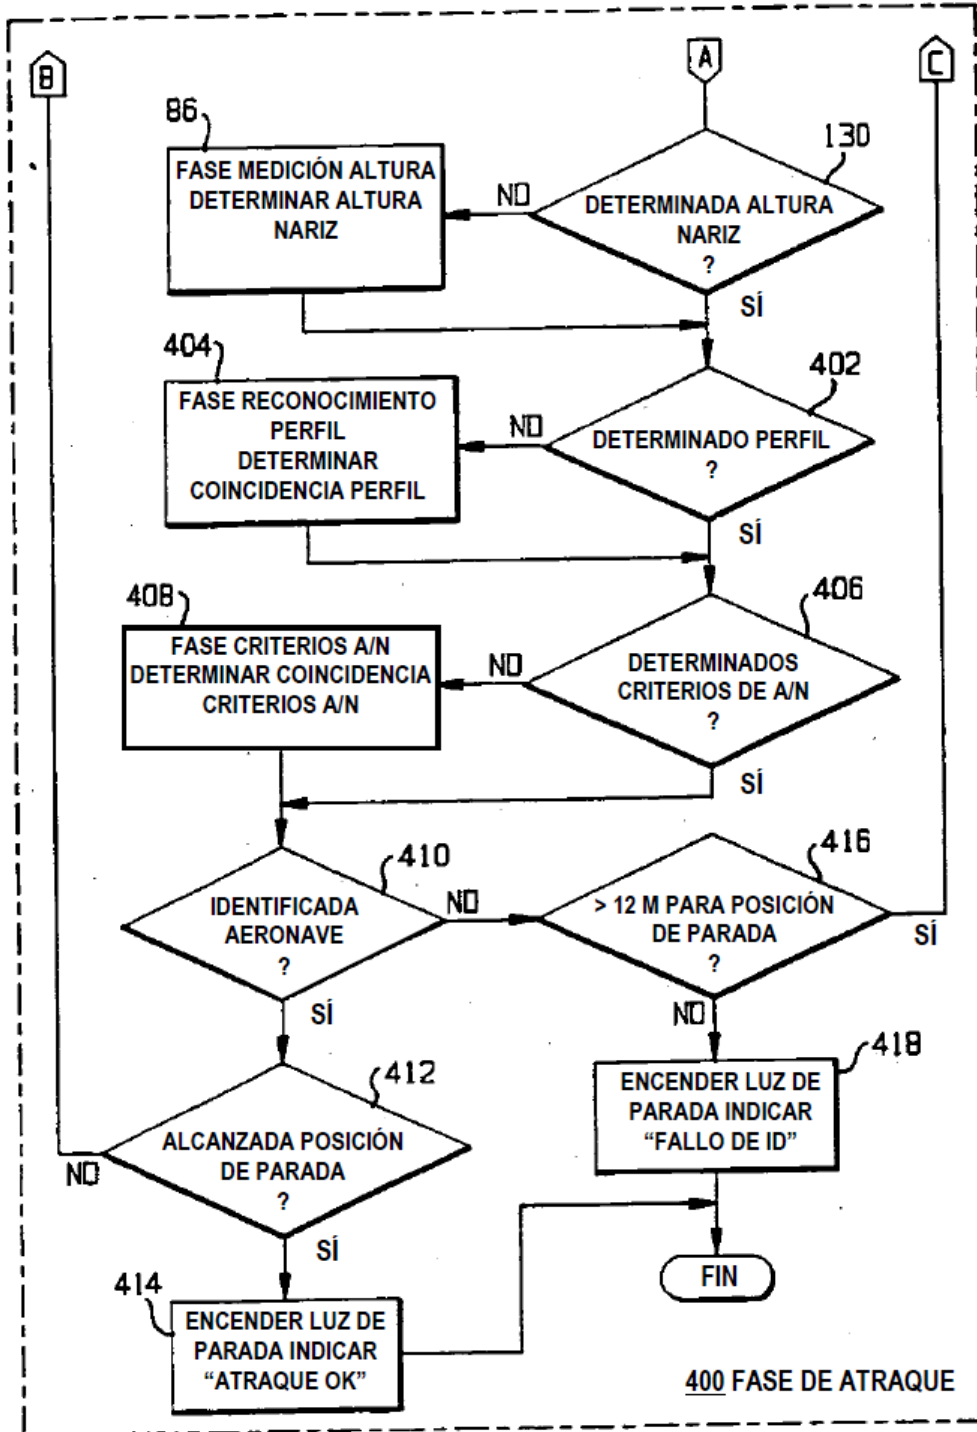 B
A
C
86
130
FASE MEDICIÓN ALTURA
DETERMINAR ALTURA
NARIZ
NO
DETERMINADA ALTURA
NARIZ
?
SÍ
404
402
FASE RECONOCIMIENTO
PERFIL
DETERMINAR
COINCIDENCIA PERFIL
NO
DETERMINADO PERFIL
?
SÍ
408
406
FASE CRITERIOS A/N
DETERMINAR COINCIDENCIA
CRITERIOS A/N
NO
DETERMINADOS
CRITERIOS DE A/N
?
SÍ
410
416
IDENTIFICADA
AERONAVE
?
NO
> 12 M PARA POSICIÓN
DE PARADA
?
SÍ
SÍ
NO
412
418
ALCANZADA POSICIÓN
DE PARADA
?
NO
ENCENDER LUZ DE
PARADA INDICAR
“FALLO DE ID”
SÍ
FIN
414
ENCENDER LUZ DE
PARADA INDICAR
“ATRAQUE OK”
400 FASE DE ATRAQUE